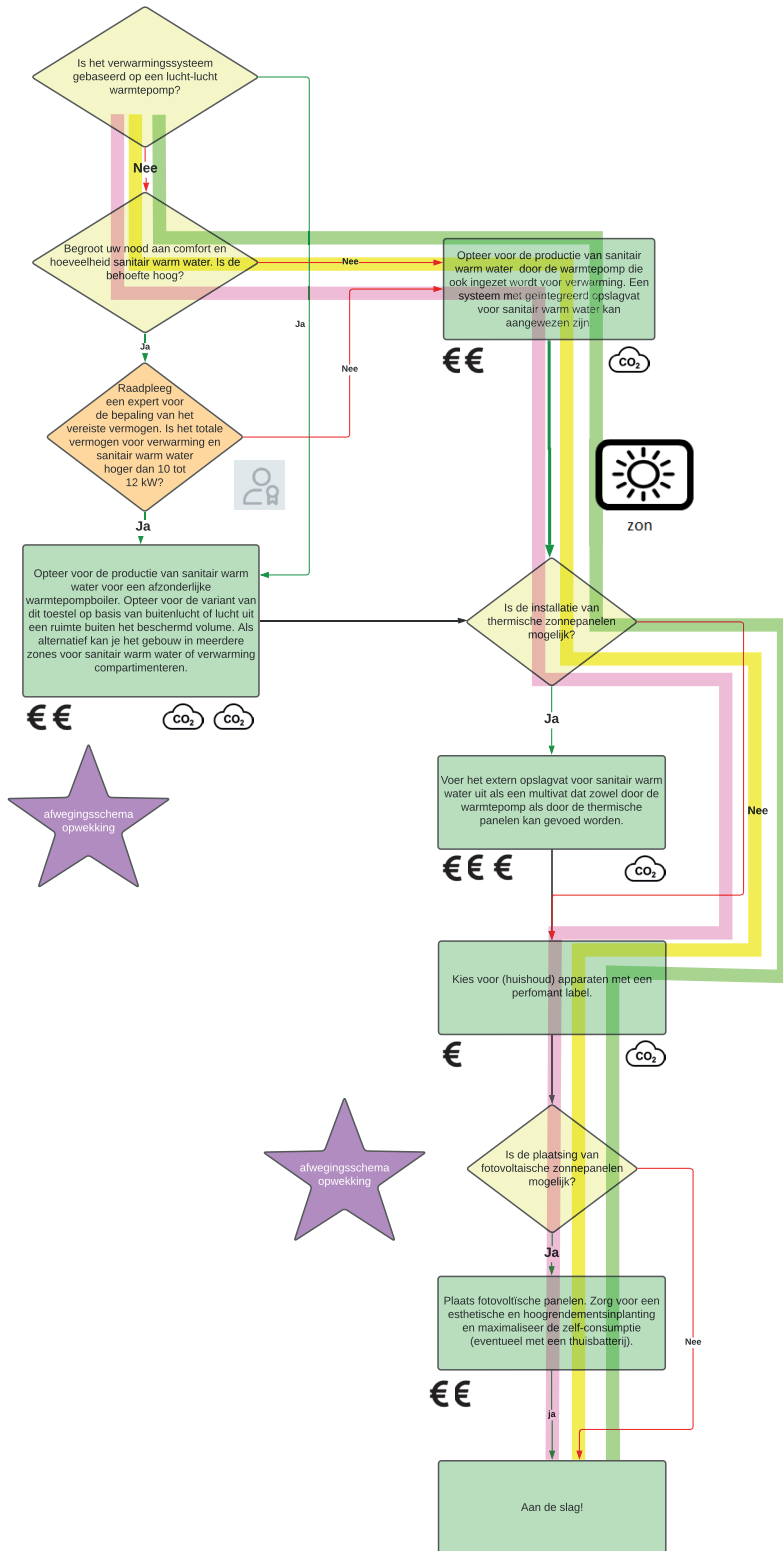 Is het verwarmingssysteem
gebaseerd op een lucht-lucht
warmtepomp?
Nee
Begroot uw nood aan comfort en
hoeveelheid sanitair warm water. Is de
behoefte hoog?
Nee
Opteer voor de productie van sanitair
warm water door de warmtepomp die
ook ingezet wordt voor verwarming. Een
systeem met geïntegreerd opslagvat
voor sanitair warm water kan
aangewezen zijn.
Ja
Ja
Nee
€€
CO2
Raadpleeg
een expert voor
de bepaling van het
vereiste vermogen. Is het totale
vermogen voor verwarming en
sanitair warm water
hoger dan 10 tot
12 kW?
zon
Ja
Opteer voor de productie van sanitair warm
water voor een afzonderlijke
warmtepompboiler. Opteer voor de variant van
dit toestel op basis van buitenlucht of lucht uit
een ruimte buiten het beschermd volume. Als
alternatief kan je het gebouw in meerdere
zones voor sanitair warm water of verwarming
compartimenteren.
Is de installatie van
thermische zonnepanelen
mogelijk?
€€
CO2 CO2
Ja
afwegingsschema
opwekking
Voer het extern opslagvat voor sanitair warm
water uit als een multivat dat zowel door de
warmtepomp als door de thermische
panelen kan gevoed worden.
Nee
€€ €
CO2
Kies voor (huishoud) apparaten met een
perfomant label.
€
CO2
afwegingsschema
opwekking
Is de plaatsing van
fotovoltaische zonnepanelen
mogelijk?
Ja
Plaats fotovoltïsche panelen. Zorg voor een
esthetische en hoogrendementsinplanting
en maximaliseer de zelf-consumptie
(eventueel met een thuisbatterij).
Nee
€€
ja
Aan de slag!